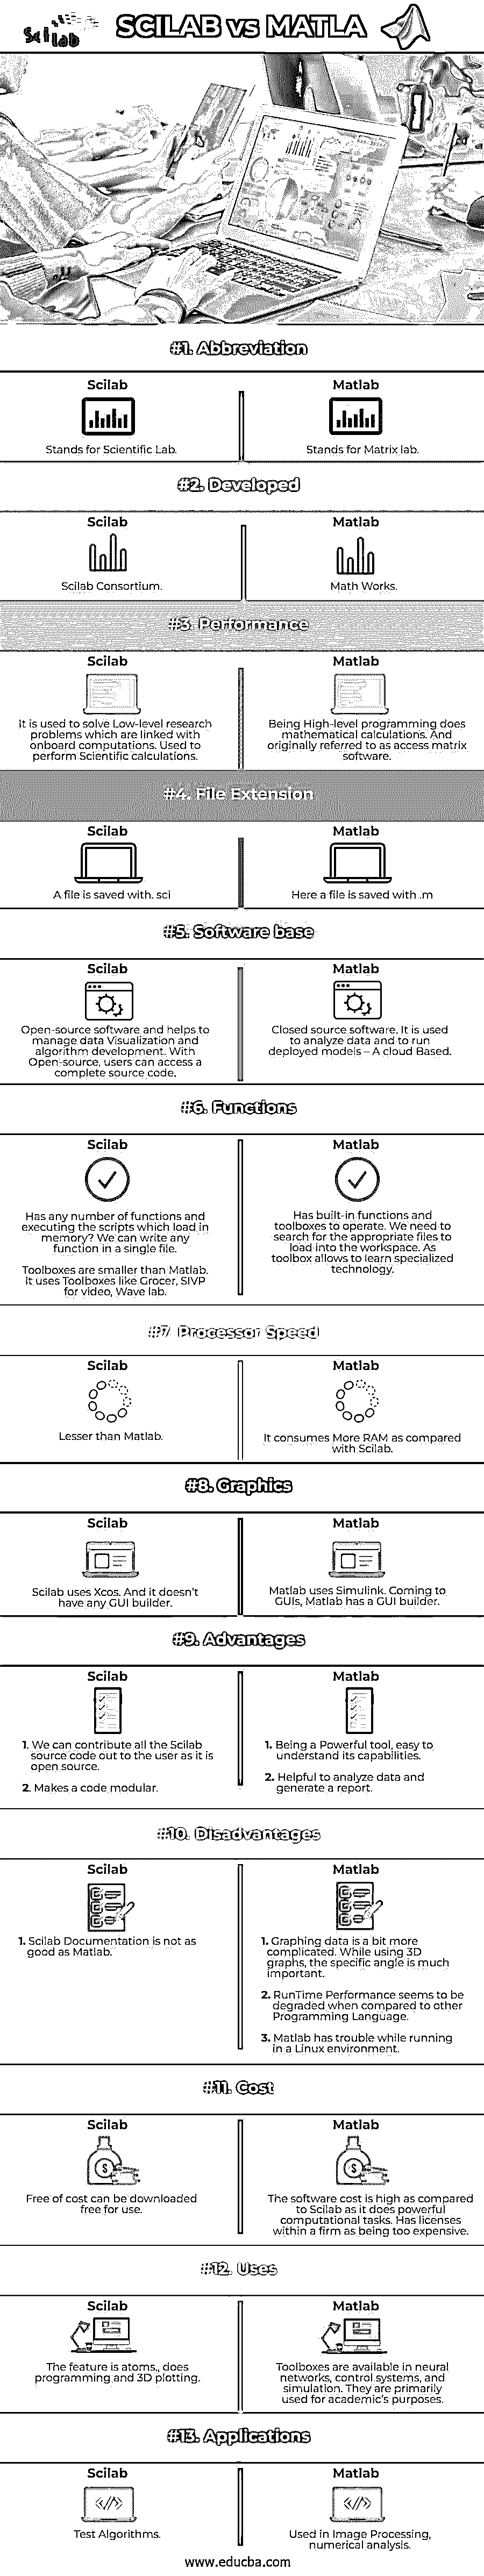 Scilab
SCILAB vs MATLA
#1. Abbreviation
Scilab
Stands for Scientific Lab.
Matlab
Stands for Matrix lab.
#2. Developed
Scilab
Scilab Consortium.
Matlab
Math Works.
#3. Performance
Scilab
It is used to solve Low-level research
problems which are linked with
onboard computations. Used to
perform Scientific calculations.
Matlab
Being High-level programming does
mathematical calculations. And
originally referred to as access matrix
software.
#4. File Extension
Scilab
A file is saved with. sci
Matlab
Here a file is saved with .m
#5. Software base
Scilab
Open-source software and helps to
manage data Visualization and
algorithm development. With
Open-source, users can access a
complete source code.
Matlab
Closed source software. It is used
to analyze data and to run
deployed models – A cloud Based.
#6. Functions
Scilab
Has any number of functions and
executing the scripts which load in
memory? We can write any
function in a single file.
Toolboxes are smaller than Matlab.
It uses Toolboxes like Grocer, SIVP
for video, Wave lab.
Matlab
Has built-in functions and
toolboxes to operate. We need to
search for the appropriate files to
load into the workspace. As
toolbox allows to learn specialized
technology.
#7. Processor Speed
Scilab
Lesser than Matlab.
Matlab
It consumes More RAM as compared
with Scilab.
#8. Graphics
Scilab
Scilab uses Xcos. And it doesn't
have any GUI builder.
Matlab
Matlab uses Simulink. Coming to
GUIs, Matlab has a GUI builder.
#9. Advantages
Scilab
1. We can contribute all the Scilab
source code out to the user as it is
open source.
2. Makes a code modular.
Matlab
1. Being a Powerful tool, easy to
understand its capabilities.
2. Helpful to analyze data and
generate a report.
#10. Disadvantages
Scilab
1. Scilab Documentation is not as
good as Matlab.
Matlab
1. Graphing data is a bit more
complicated. While using 3D
graphs, the specific angle is much
important.
2. RunTime Performance seems to be
degraded when compared to other
Programming Language.
3. Matlab has trouble while running
in a Linux environment.
#11. Cost
Scilab
Free of cost can be downloaded
free for use.
Matlab
The software cost is high as compared
to Scilab as it does powerful
computational tasks. Has licenses
within a firm as being too expensive.
#12. Uses
Scilab
The feature is atoms., does
programming and 3D plotting.
Matlab
Toolboxes are available in neural
networks, control systems, and
simulation. They are primarily
used for academic's purposes.
#13. Applications
Scilab
Test Algorithms.
Matlab
Used in Image Processing,
numerical analysis.
www.educba.com